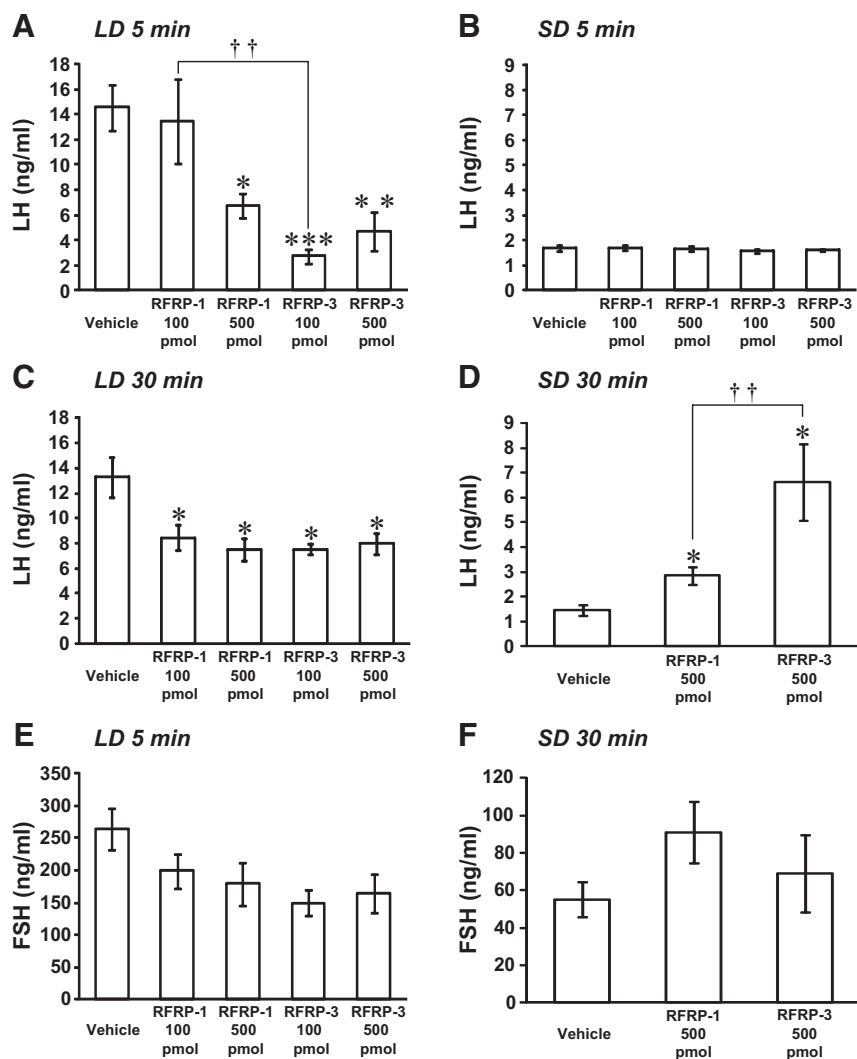 A LD 5 min
† †
LH (ng/ml)
18
16
14
12
10
8
6
4
2
0
*
***
* *
Vehicle
RFRP-1 100 pmol
RFRP-1 500 pmol
RFRP-3 100 pmol
RFRP-3 500 pmol
B SD 5 min
LH (ng/ml)
9
8
7
6
5
4
3
2
1
0
Vehicle
RFRP-1 100 pmol
RFRP-1 500 pmol
RFRP-3 100 pmol
RFRP-3 500 pmol
C LD 30 min
LH (ng/ml)
18
16
14
12
10
8
6
4
2
0
* * * *
Vehicle
RFRP-1 100 pmol
RFRP-1 500 pmol
RFRP-3 100 pmol
RFRP-3 500 pmol
D SD 30 min
† †
LH (ng/ml)
9
8
7
6
5
4
3
2
1
0
*
*
Vehicle
RFRP-1 500 pmol
RFRP-3 500 pmol
E LD 5 min
FSH (ng/ml)
350
300
250
200
150
100
50
0
Vehicle
RFRP-1 100 pmol
RFRP-1 500 pmol
RFRP-3 100 pmol
RFRP-3 500 pmol
F SD 30 min
FSH (ng/ml)
120
100
80
60
40
20
0
Vehicle
RFRP-1 500 pmol
RFRP-3 500 pmol